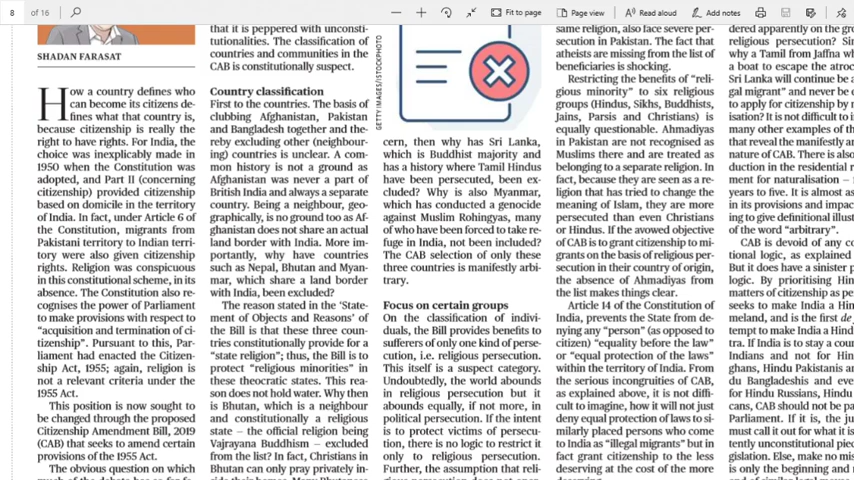 8 of 16
Fit to page
Page view
Read aloud
Add notes
SHADAN FARASAT
How a country defines who
can become its citizens de-
fines what that country is,
because citizenship is really the
right to have rights. For India, the
choice was inexplicably made in
1950 when the Constitution was
adopted, and Part II (concerning
citizenship) provided citizenship
based on domicile in the territory
of India. In fact, under Article 6 of
the Constitution, migrants from
Pakistani territory to Indian terri-
tory were also given citizenship
rights. Religion was conspicuous
in this constitutional scheme, in its
absence. The Constitution also re-
cognises the power of Parliament
to make provisions with respect to
“acquisition and termination of ci-
tizenship”. Pursuant to this, Par-
liament had enacted the Citizen-
ship Act, 1955; again, religion is
not a relevant criteria under the
1955 Act.
This position is now sought to
be changed through the proposed
Citizenship Amendment Bill, 2019
(CAB) that seeks to amend certain
provisions of the 1955 Act.
The obvious question on which
that it is peppered with unconsti-
tutionalities. The classification of
countries and communities in the
CAB is constitutionally suspect.
Country classification
First to the countries. The basis of
clubbing Afghanistan, Pakistan
and Bangladesh together and the-
reby excluding other (neighbour-
ing) countries is unclear. A com-
mon history is not a ground as
Afghanistan was never a part of
British India and always a separate
country. Being a neighbour, geo-
graphically, is no ground too as Af-
ghanistan does not share an actual
land border with India. More im-
portantly, why have countries
such as Nepal, Bhutan and Myan-
mar, which share a land border
with India, been excluded?
The reason stated in the ‘State-
ment of Objects and Reasons’ of
the Bill is that these three coun-
tries constitutionally provide for a
“state religion”; thus, the Bill is to
protect “religious minorities” in
these theocratic states. This rea-
son does not hold water. Why then
is Bhutan, which is a neighbour
and constitutionally a religious
state — the official religion being
Vajrayana Buddhism — excluded
from the list? In fact, Christians in
Bhutan can only pray privately in-
GETTY IMAGES/ISTOCKPHOTO
cern, then why has Sri Lanka,
which is Buddhist majority and
has a history where Tamil Hindus
have been persecuted, been ex-
cluded? Why is also Myanmar,
which has conducted a genocide
against Muslim Rohingyas, many
of who have been forced to take re-
fuge in India, not been included?
The CAB selection of only these
three countries is manifestly arbi-
trary.
Focus on certain groups
On the classification of individ-
uals, the Bill provides benefits to
sufferers of only one kind of perse-
cution, i.e. religious persecution.
This itself is a suspect category.
Undoubtedly, the world abounds
in religious persecution but it
abounds equally, if not more, in
political persecution. If the intent
is to protect victims of persecu-
tion, there is no logic to restrict it
only to religious persecution.
Further, the assumption that reli-
same religion, also face severe per-
secution in Pakistan. The fact that
atheists are missing from the list of
beneficiaries is shocking.
Restricting the benefits of “reli-
gious minority” to six religious
groups (Hindus, Sikhs, Buddhists,
Jains, Parsis and Christians) is
equally questionable. Ahmadiyas
in Pakistan are not recognised as
Muslims there and are treated as
belonging to a separate religion. In
fact, because they are seen as a re-
ligion that has tried to change the
meaning of Islam, they are more
persecuted than even Christians
or Hindus. If the avowed objective
of CAB is to grant citizenship to mi-
grants on the basis of religious per-
secution in their country of origin,
the absence of Ahmadiyas from
the list makes things clear.
Article 14 of the Constitution of
India, prevents the State from de-
nying any “person” (as opposed to
citizen) “equality before the law”
or “equal protection of the laws”
within the territory of India. From
the serious incongruities of CAB,
as explained above, it is not diffi-
cult to imagine, how it will not just
deny equal protection of laws to si-
milarly placed persons who come
to India as “illegal migrants” but in
fact grant citizenship to the less
deserving at the cost of the more
dered apparently on the gro
religious persecution? Sim
why a Tamil from Jaffna wh
a boat to escape the atroc
Sri Lanka will continue be a
gal migrant” and never be e
to apply for citizenship by n
isation? It is not difficult to i
many other examples of th
that reveal the manifestly ar
nature of CAB. There is also
duction in the residential r
ment for naturalisation — fr
years to five. It is almost as
in its provisions and impac
ing to give definitional illust
of the word “arbitrary”.
CAB is devoid of any co
tional logic, as explained
But it does have a sinister p
logic. By prioritising Hin
matters of citizenship as pe
seeks to make India a Hi
meland, and is the first de
tempt to make India a Hind
tra. If India is to stay a cou
Indians and not for Hin
ghans, Hindu Pakistanis an
du Bangladeshis and eve
for Hindu Russians, Hindu
cans, CAB should not be pa
Parliament. If it is, the ju
must call it out for what it is
tently unconstitutional piec
gislation. Else, make no mis
is only the beginning and n